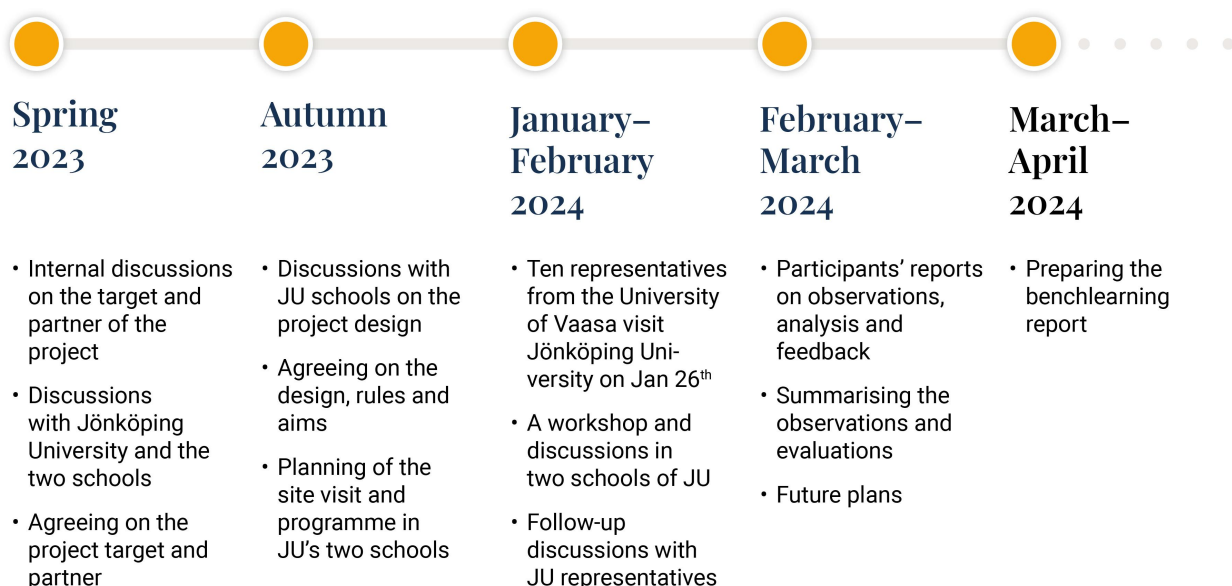 Spring
2023
• Internal discussions
on the target and
partner of the
project
• Discussions
with Jönköping
University and the
two schools
• Agreeing on the
project target and
partner
Autumn
2023
• Discussions with
JU schools on the
project design
• Agreeing on the
design, rules and
aims
• Planning of the
site visit and
programme in
JU’s two schools
January–
February
2024
• Ten representatives
from the University
of Vaasa visit
Jönköping Uni-
versity on Jan 26th
• A workshop and
discussions in
two schools of JU
• Follow-up
discussions with
JU representatives
February–
March
2024
• Participants’ reports
on observations,
analysis and
feedback
• Summarising the
observations and
evaluations
• Future plans
March–
April
2024
• Preparing the
benchlearning
report